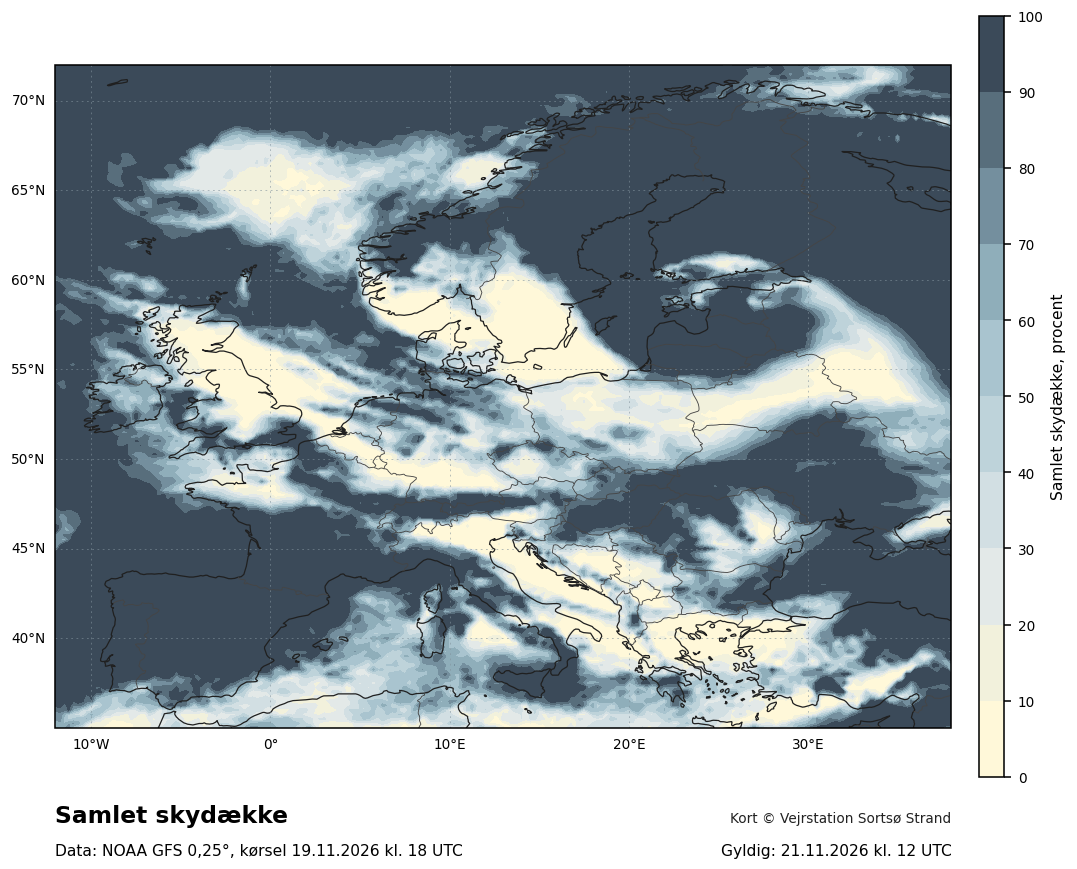 100
90
80
70
60
50
40
30
20
10
0
Samlet skydække, procent
70°N
65°N
60°N
55°N
50°N
45°N
40°N
10°W
0°
10°E
20°E
30°E
Samlet skydække
Kort © Vejrstation Sortsø Strand
Data: NOAA GFS 0,25°, kørsel 19.11.2026 kl. 18 UTC
Gyldig: 21.11.2026 kl. 12 UTC